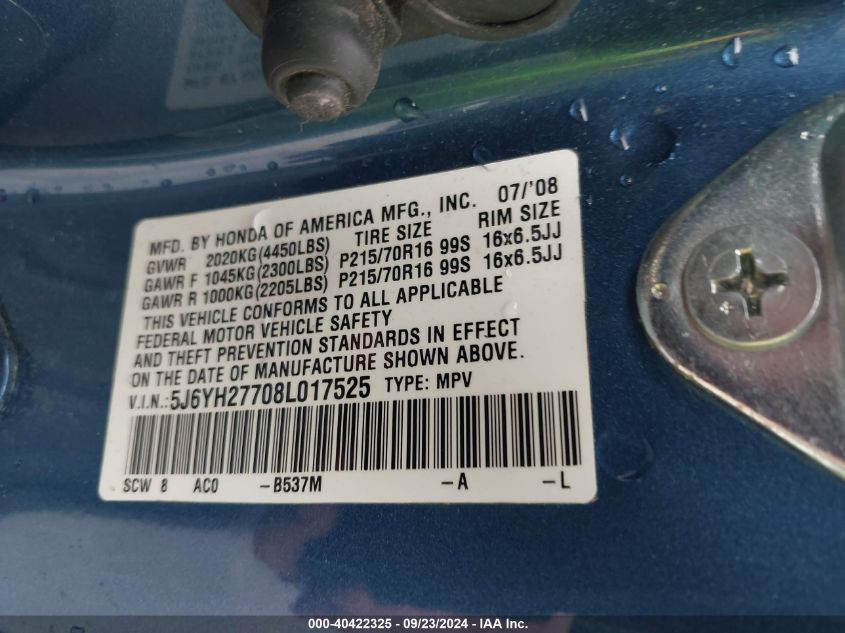 MFD. BY HONDA OF AMERICA MFG., INC. 07/'08
GVWR 2020KG(4450LBS) TIRE SIZE RIM SIZE
GAWR F 1045KG(2300LBS) P215/70R16 99S 16x6.5JJ
GAWR R 1000KG(2205LBS) P215/70R16 99S 16x6.5JJ
THIS VEHICLE CONFORMS TO ALL APPLICABLE
FEDERAL MOTOR VEHICLE SAFETY
AND THEFT PREVENTION STANDARDS IN EFFECT
ON THE DATE OF MANUFACTURE SHOWN ABOVE.
V.I.N.: 5J6YH27708L017525 TYPE: MPV
SCW 8 AC0 -B537M -A -L
000-40422325 - 09/23/2024 - IAA Inc.